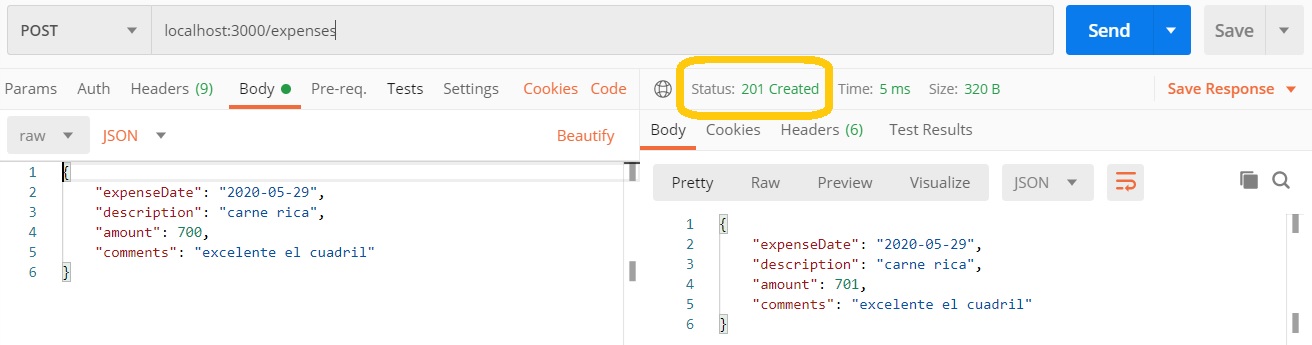 POST localhost:3000/expenses Send Save
Params Auth Headers (9) Body Pre-req. Tests Settings Cookies Code
raw JSON Beautify
1 {
2 "expenseDate": "2020-05-29",
3 "description": "carne rica",
4 "amount": 700,
5 "comments": "excelente el cuadril"
6 }
Status: 201 Created Time: 5 ms Size: 320 B Save Response
Body Cookies Headers (6) Test Results
Pretty Raw Preview Visualize JSON
1 {
2 "expenseDate": "2020-05-29",
3 "description": "carne rica",
4 "amount": 701,
5 "comments": "excelente el cuadril"
6 }